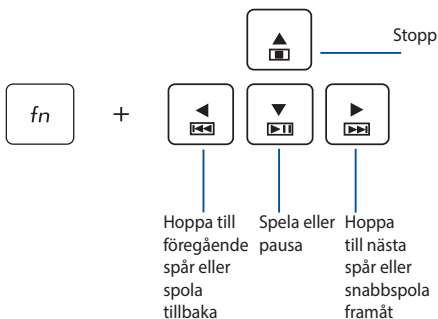 Stopp
fn +
Hoppa till
föregående
spår eller
spola
tillbaka
Spela eller
pausa
Hoppa
till nästa
spår eller
snabbspola
framåt